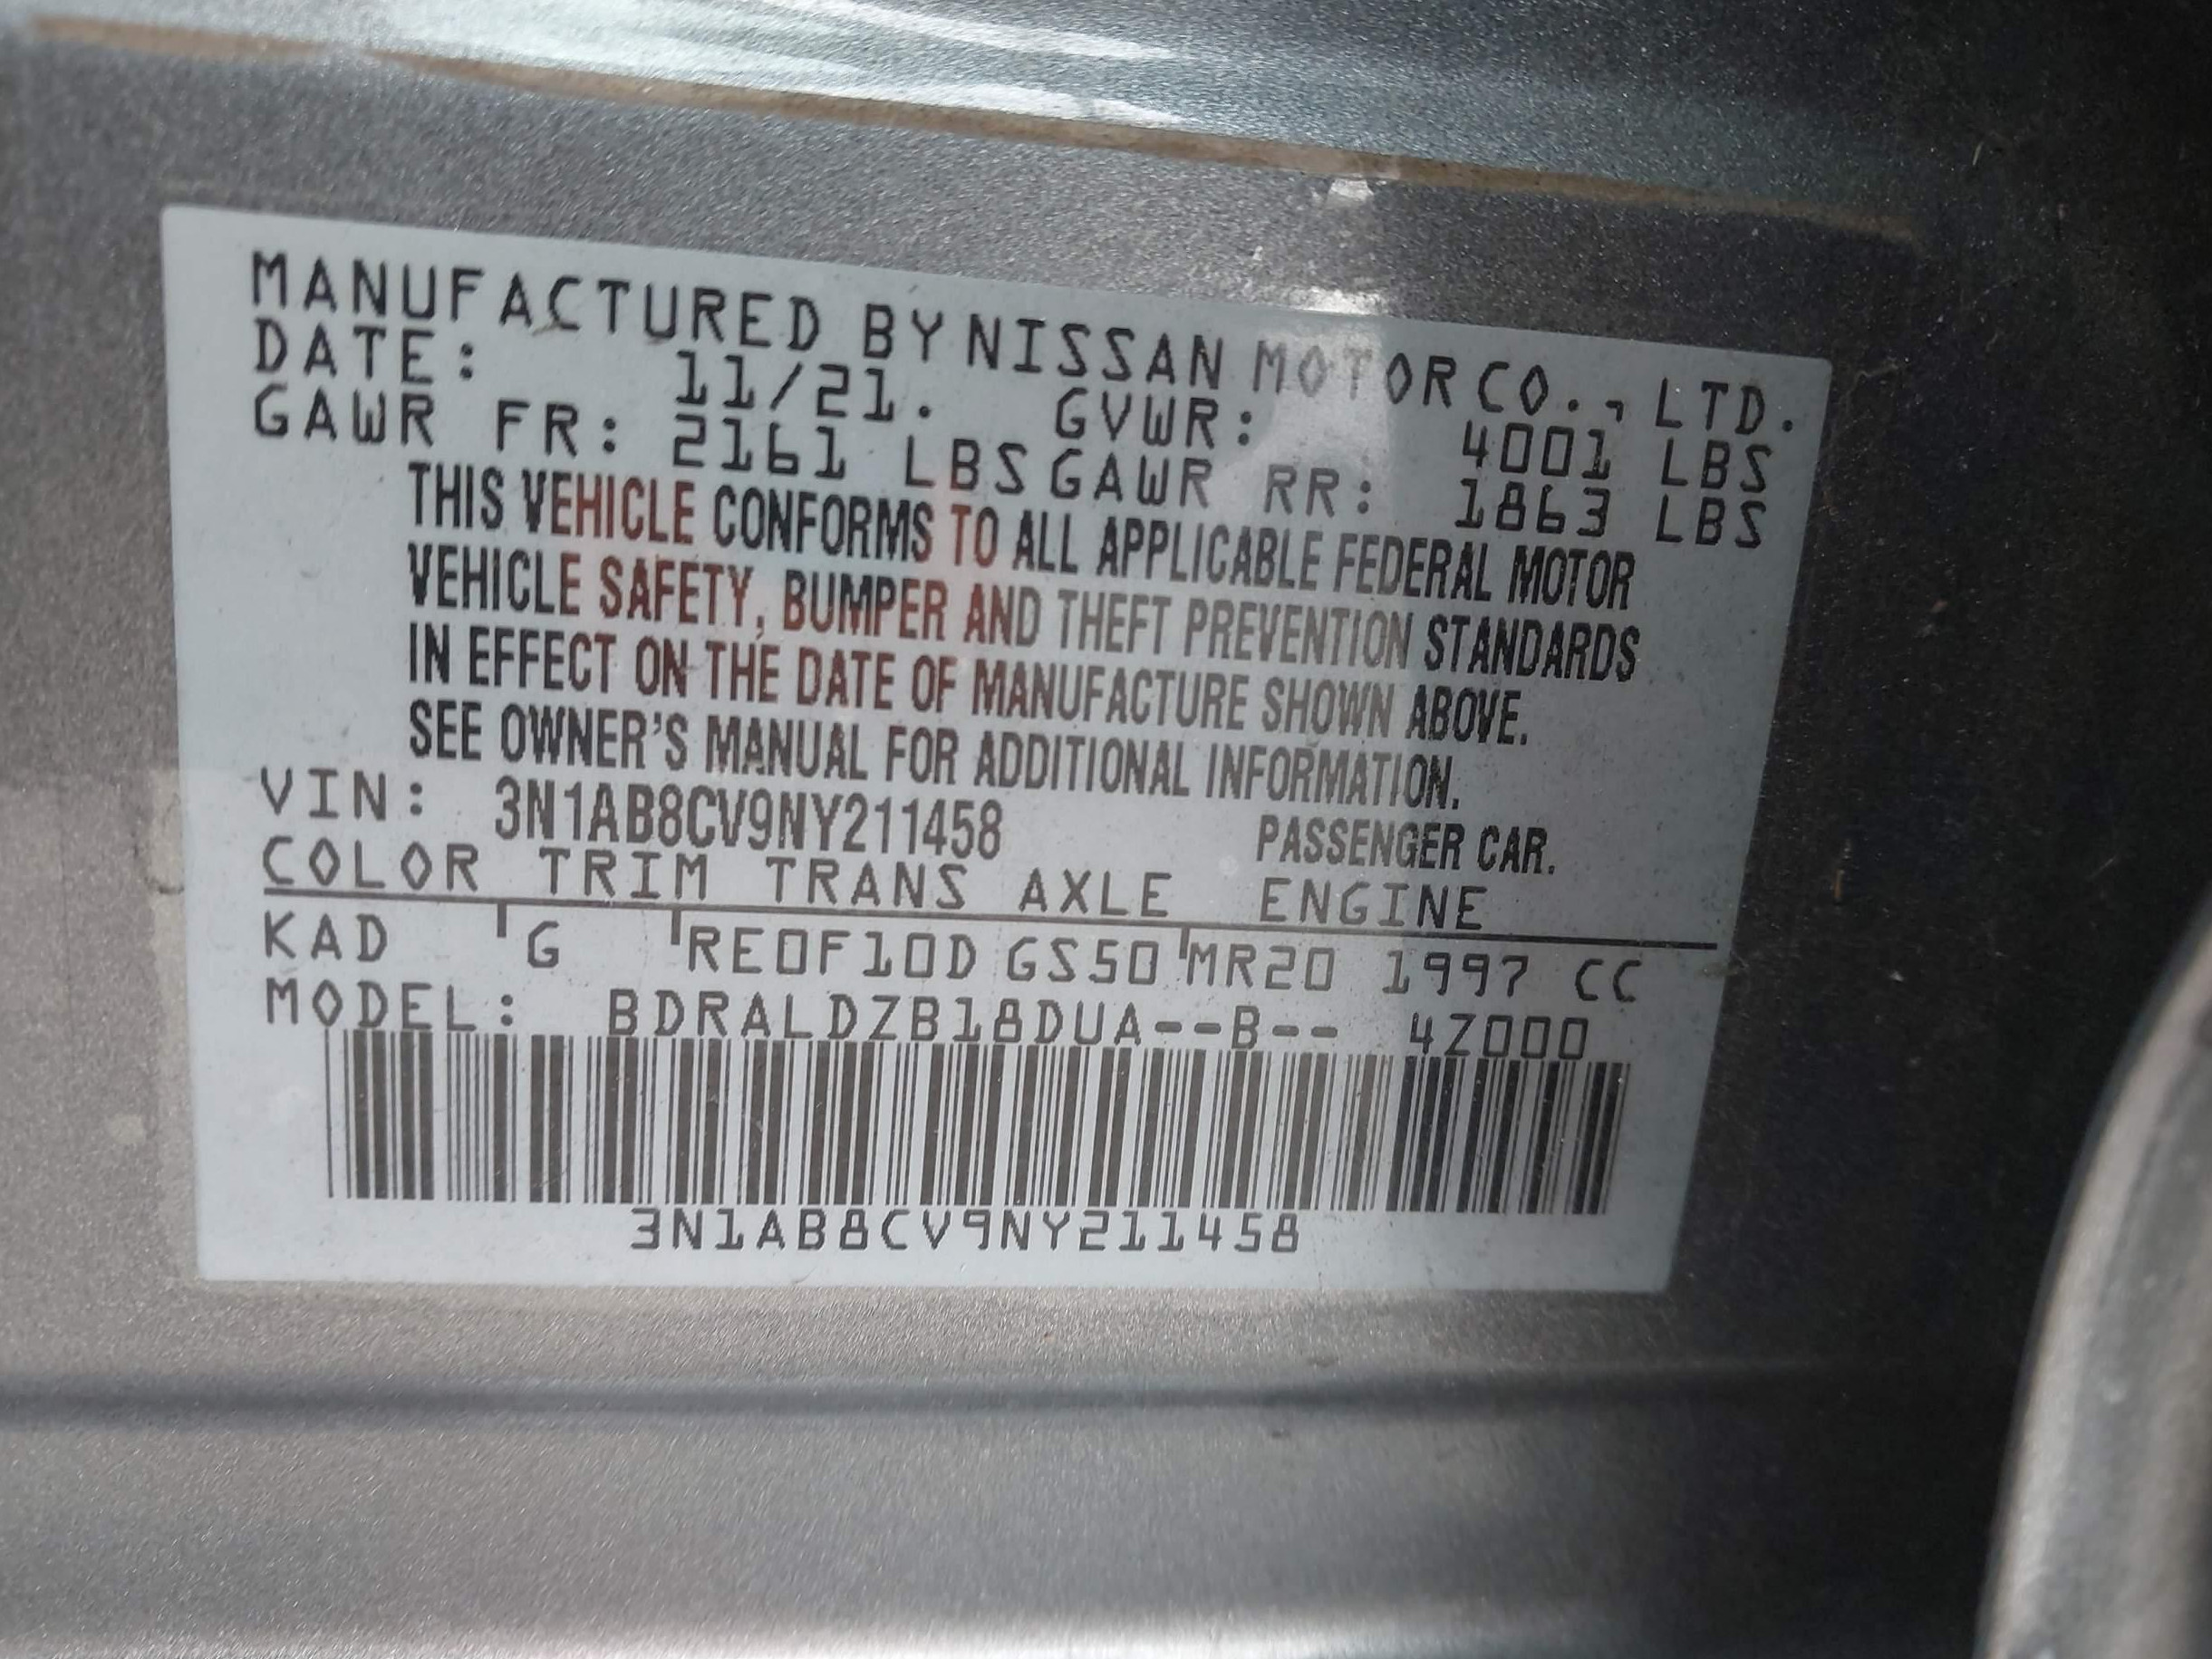 MANUFACTURED BY NISSAN MOTOR CO., LTD.
DATE: 11/21. GVWR: 4001 LBS
GAWR FR: 2161 LBS GAWR RR: 1863 LBS
THIS VEHICLE CONFORMS TO ALL APPLICABLE FEDERAL MOTOR
VEHICLE SAFETY, BUMPER AND THEFT PREVENTION STANDARDS
IN EFFECT ON THE DATE OF MANUFACTURE SHOWN ABOVE.
SEE OWNER'S MANUAL FOR ADDITIONAL INFORMATION.
VIN: 3N1AB8CV9NY211458 PASSENGER CAR.
COLOR TRIM TRANS AXLE ENGINE
KAD G RE0F10D GS50 MR20 1997 CC
MODEL: BDRALDZB18DUA--B-- 4Z000
3N1AB8CV9NY211458